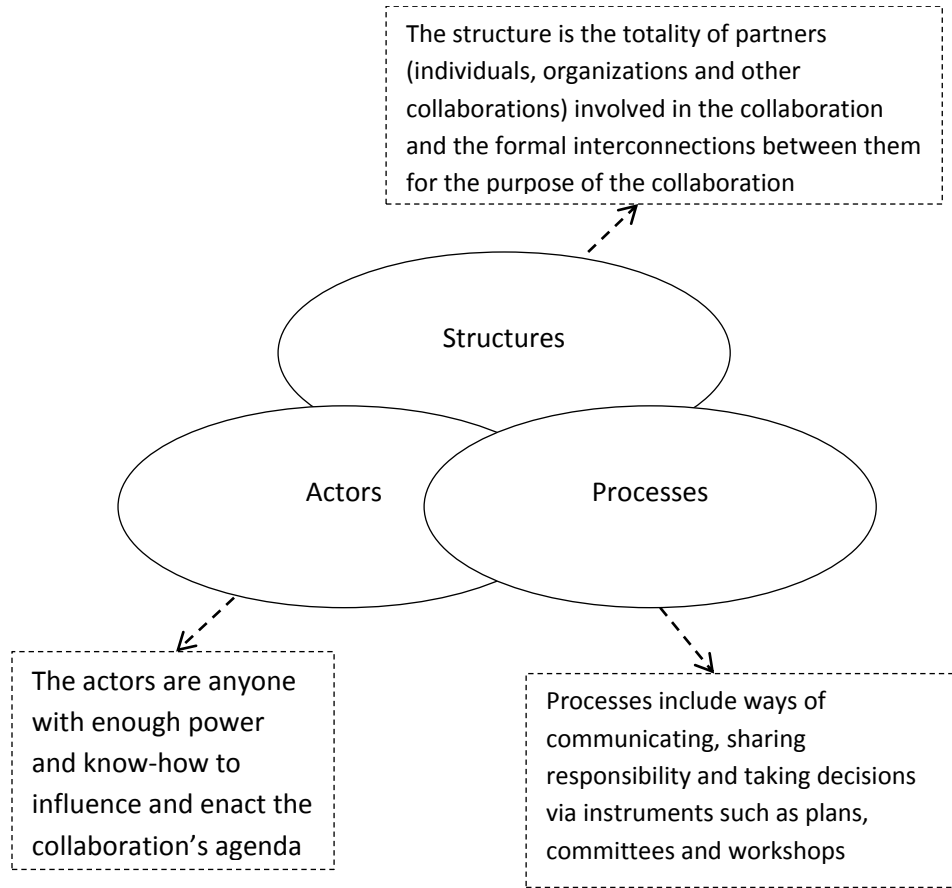 The structure is the totality of partners
(individuals, organizations and other
collaborations) involved in the collaboration
and the formal interconnections between them
for the purpose of the collaboration
Structures
Actors
Processes
The actors are anyone
with enough power
and know-how to
influence and enact the
collaboration’s agenda
Processes include ways of
communicating, sharing
responsibility and taking decisions
via instruments such as plans,
committees and workshops